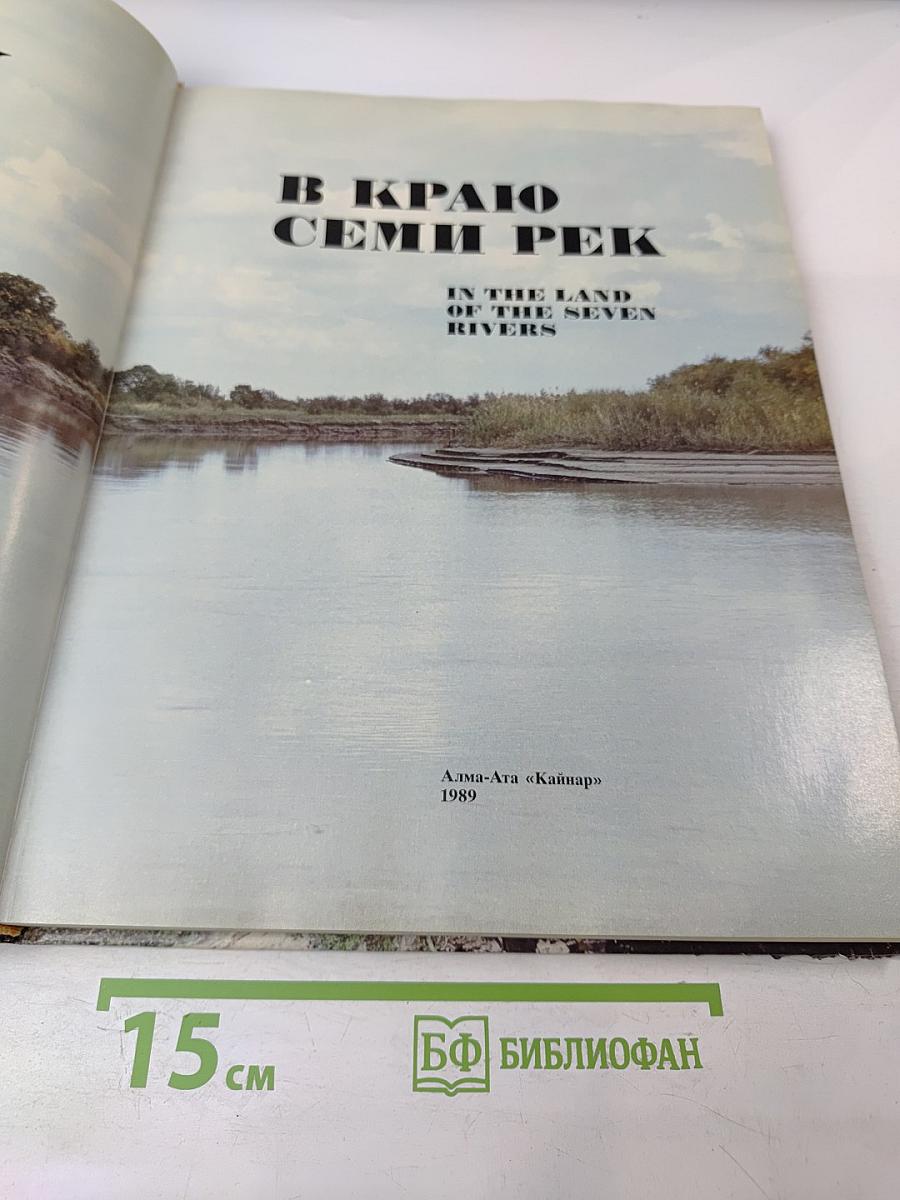 В КРАЮ
СЕМИ РЕК
IN THE LAND
OF THE SEVEN
RIVERS
Алма-Ата «Кайнар»
1989
15 см
БФ БИБЛИОФАН